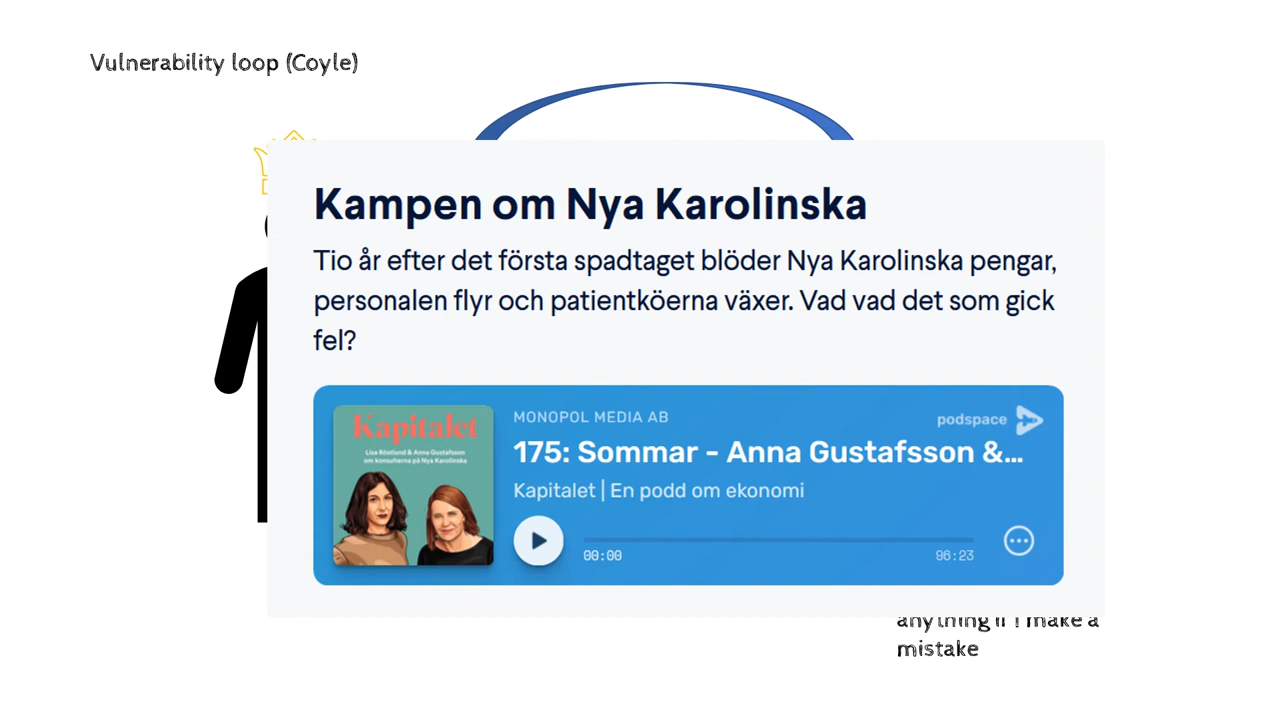 Vulnerability loop (Coyle)
Kampen om Nya Karolinska
Tio år efter det första spadtaget blöder Nya Karolinska pengar,
personalen flyr och patientköerna växer. Vad vad det som gick
fel?
Kapitalet
Lisa Röstlund & Anna Gustafsson
om konsulterna på Nya Karolinska
MONOPOL MEDIA AB
podspace
175: Sommar - Anna Gustafsson &...
Kapitalet | En podd om ekonomi
00:00
96:23
anything if I make a
mistake